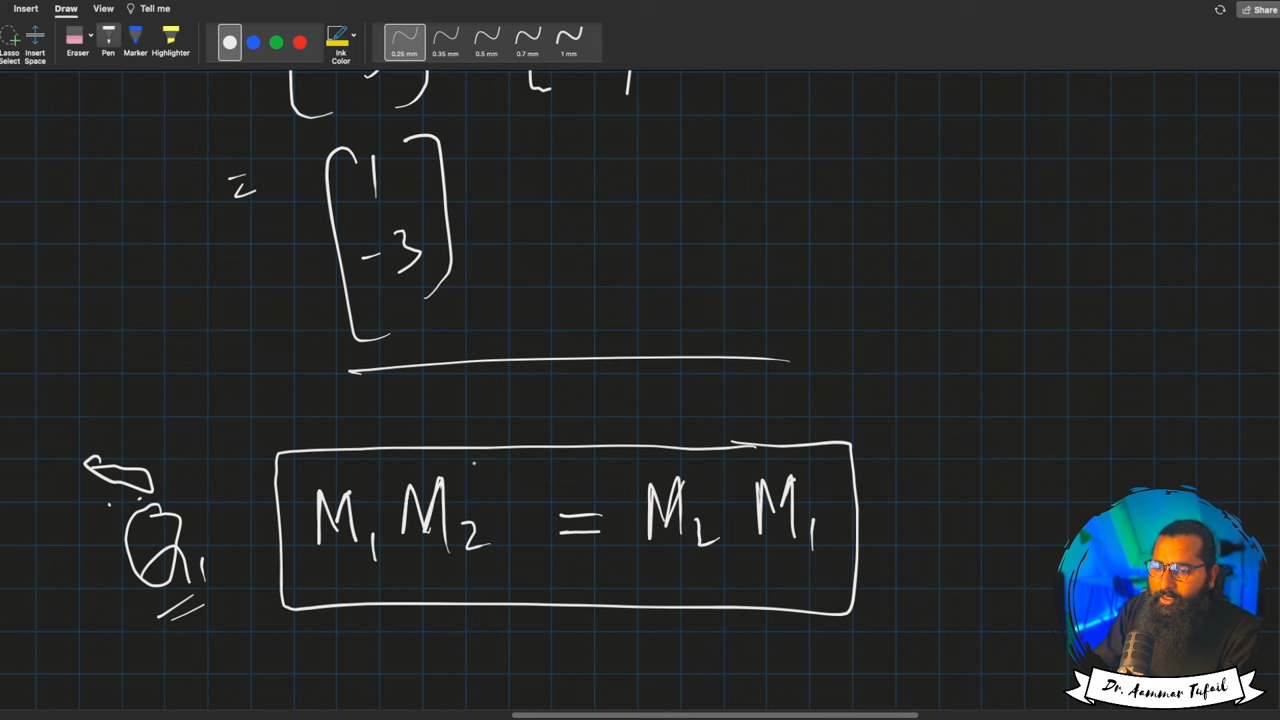 Insert Draw View Tell me Share
Lasso Select Insert Space Eraser Pen Marker Highlighter Ink Color 0.25 mm 0.35 mm 0.5 mm 0.7 mm 1 mm
= [ 1
-3 ]
Q1
M₁ M₂ = M₂ M₁
Dr. Aammar Tufail